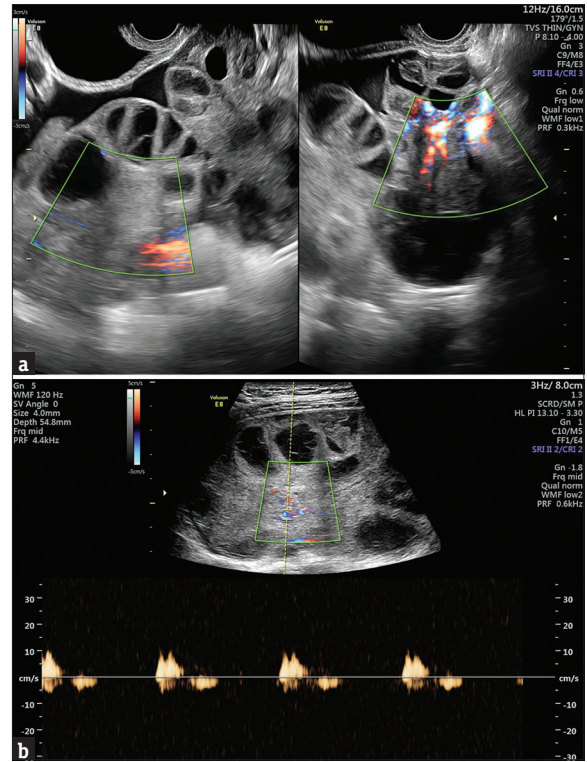 3cm/s
-3cm/s
Voluson
E8
Voluson
E8
12Hz/16.0cm
179°/1.5
TVS THIN/GYN
P 8.10 - 4.00
Gn 3
C9/M8
FF4/E3
SRI II 4/CRI 3
Gn 0.6
Frq low
Qual norm
WMF low1
PRF 0.3kHz
a
Gn 5
WMF 120 Hz
SV Angle 0
Size 4.0mm
Depth 54.8mm
Frq mid
PRF 4.4kHz
5cm/s
-5cm/s
Voluson
E8
3Hz/ 8.0cm
1.3
SCRD/SM P
HL PI 13.10 - 3.30
Gn 1
C10/M5
FF1/E4
SRI II 2/CRI 2
Gn -1.8
Frq mid
Qual norm
WMF low2
PRF 0.6kHz
30 30
20 20
10 10
cm/s cm/s
-10 -10
-20 -20
-30 -30
b